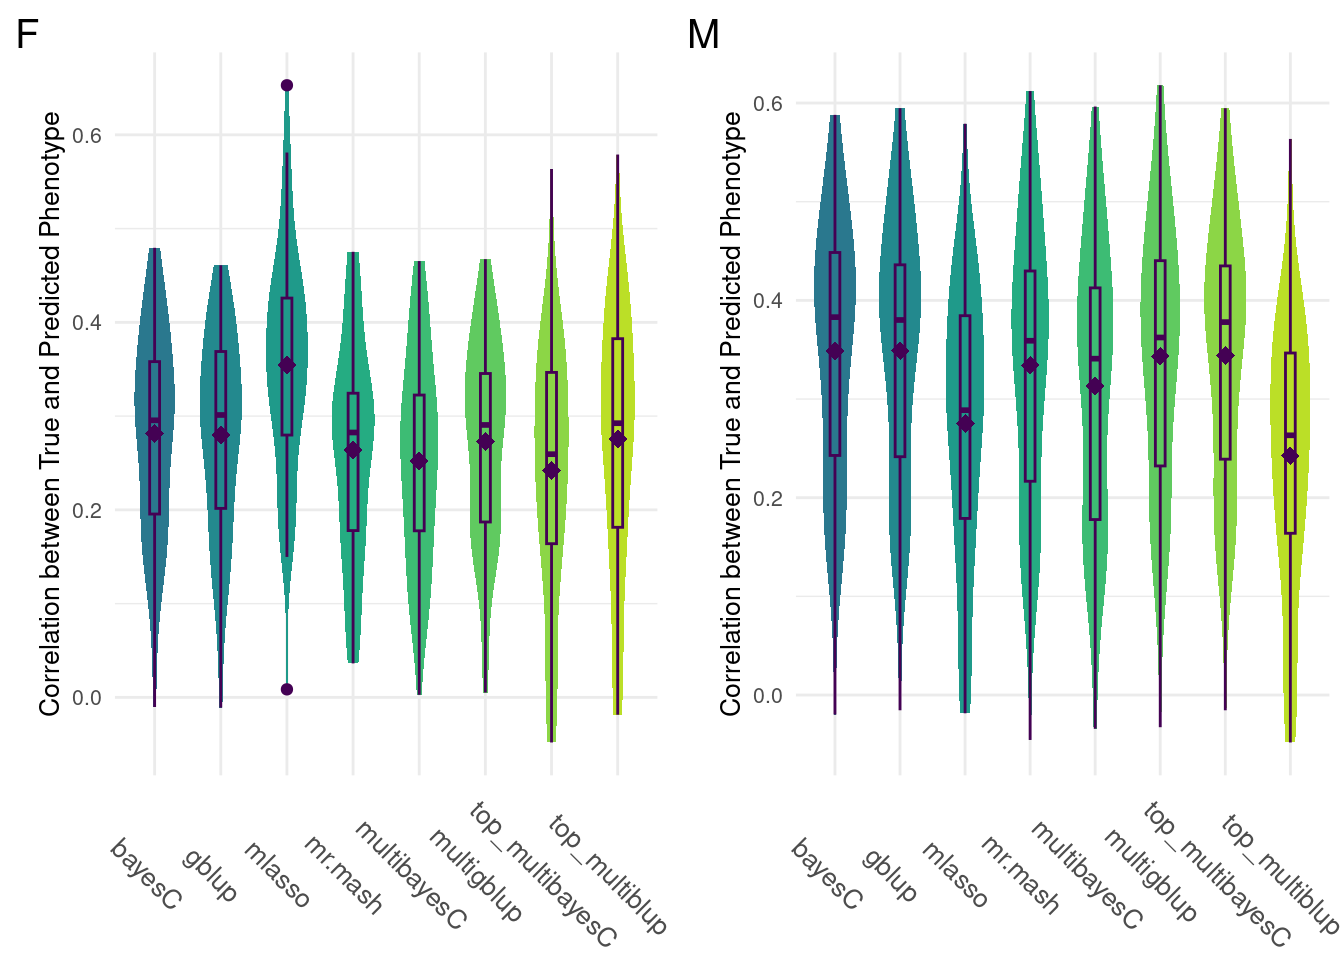 F
Correlation between True and Predicted Phenotype
0.6
0.4
0.2
0.0
bayesC
gblup
mlasso
mr.mash
multibayesC
multigblup
top_multibayesC
top_multiblup
M
Correlation between True and Predicted Phenotype
0.6
0.4
0.2
0.0
bayesC
gblup
mlasso
mr.mash
multibayesC
multigblup
top_multibayesC
top_multiblup